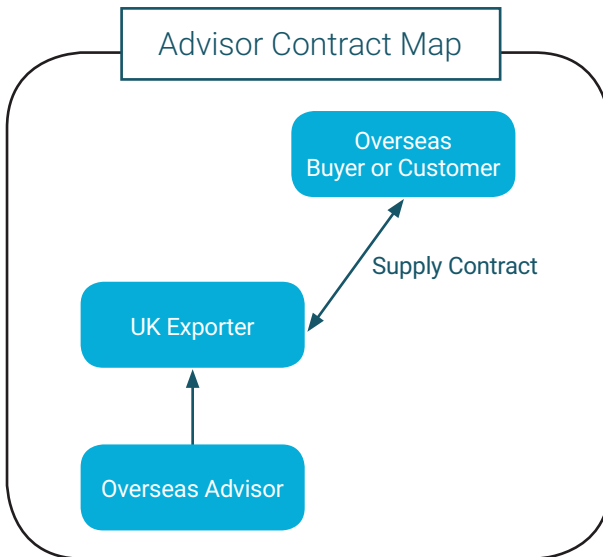 Advisor Contract Map
Overseas
Buyer or Customer
Supply Contract
UK Exporter
Overseas Advisor